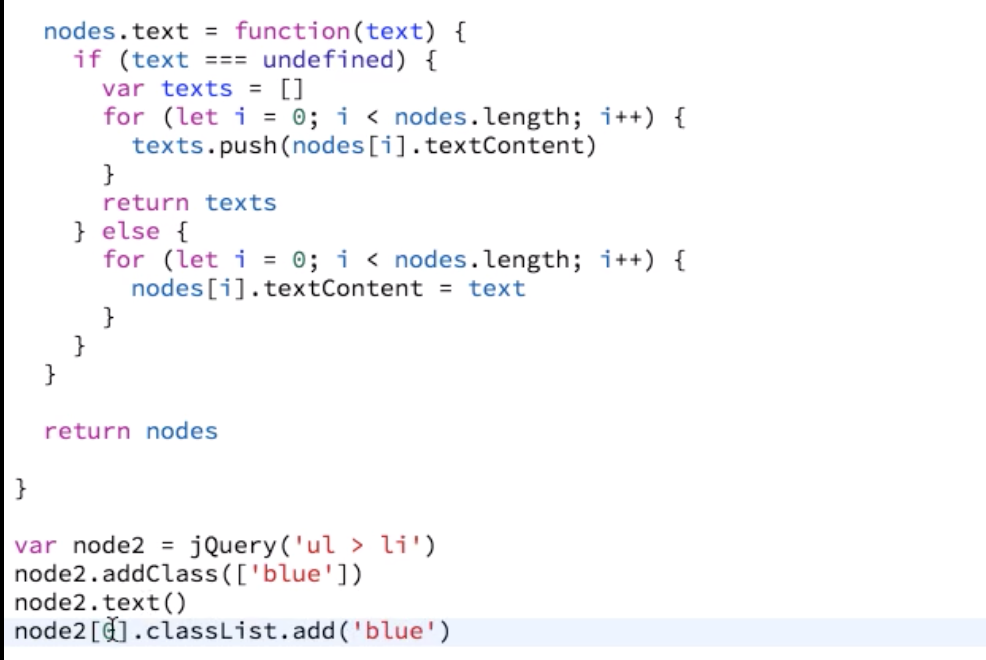 nodes.text = function(text) {
if (text === undefined) {
var texts = []
for (let i = 0; i < nodes.length; i++) {
texts.push(nodes[i].textContent)
}
return texts
} else {
for (let i = 0; i < nodes.length; i++) {
nodes[i].textContent = text
}
}
}
return nodes
}
var node2 = jQuery('ul > li')
node2.addClass(['blue'])
node2.text()
node2[0].classList.add('blue')